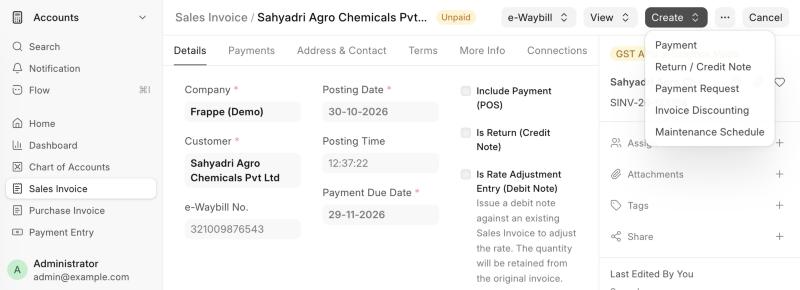 Accounts
Search
Notification
Flow ⌘I
Home
Dashboard
Chart of Accounts
Sales Invoice
Purchase Invoice
Payment Entry
A
Administrator
admin@example.com
Sales Invoice / Sahyadri Agro Chemicals Pvt... Unpaid
e-Waybill View Create ... Cancel
Details Payments Address & Contact Terms More Info Connections
Company *
Frappe (Demo)
Customer *
Sahyadri Agro
Chemicals Pvt Ltd
e-Waybill No.
321009876543
Posting Date *
30-10-2026
Posting Time
12:37:22
Payment Due Date *
29-11-2026
Include Payment
(POS)
Is Return (Credit
Note)
Is Rate Adjustment
Entry (Debit Note)
Issue a debit note
against an existing
Sales Invoice to adjust
the rate. The quantity
will be retained from
the original invoice.
Payment
Return / Credit Note
Payment Request
Invoice Discounting
Maintenance Schedule
GST
Sahyad
SINV-2
Assig
Attachments
Tags
Share
Last Edited By You